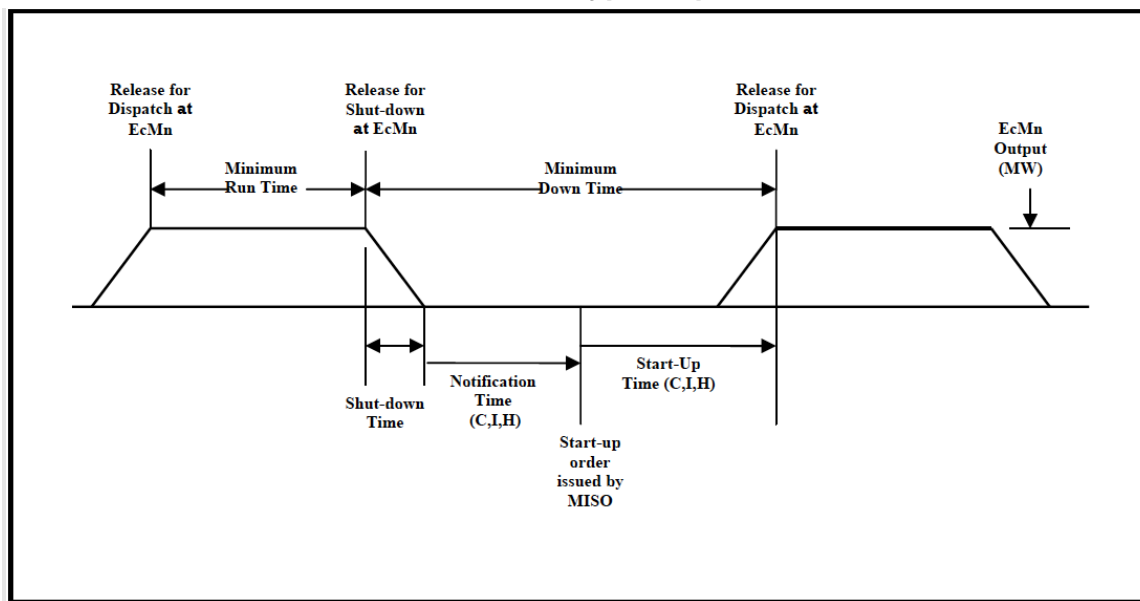 Release for
Dispatch at
EcMn
Release for
Shut-down
at EcMn
Release for
Dispatch at
EcMn
EcMn
Output
(MW)
Minimum
Run Time
Minimum
Down Time
Shut-down
Time
Notification
Time
(C,I,H)
Start-Up
Time (C,I,H)
Start-up
order
issued by
MISO